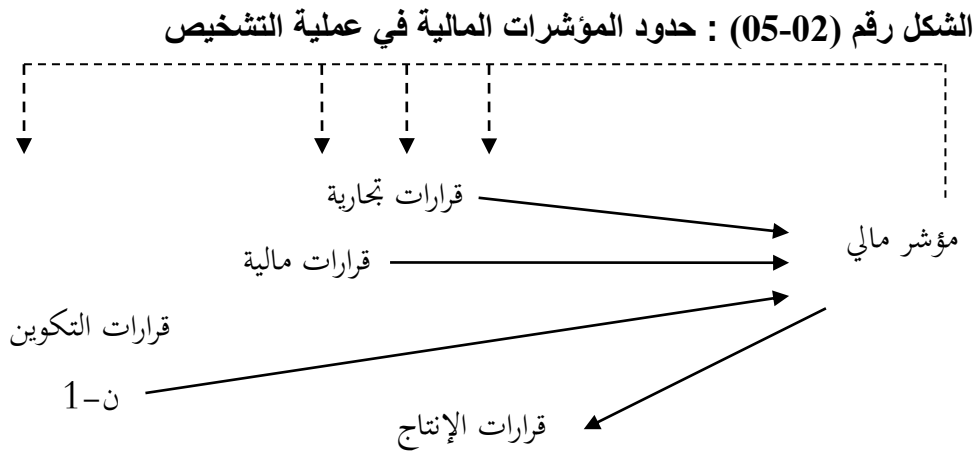 الشكل رقم (02-05) : حدود المؤشرات المالية في عملية التشخيص
قرارات تجارية
مؤشر مالي
قرارات مالية
قرارات التكوين
ن-1
قرارات الإنتاج